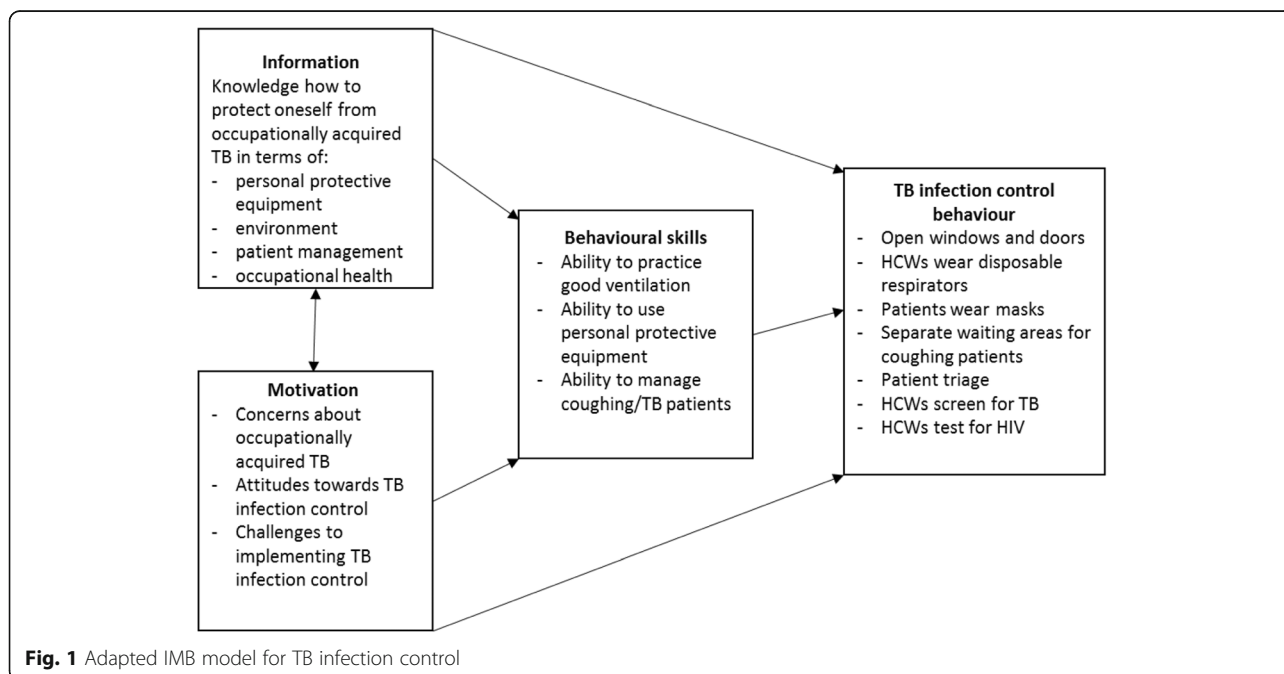 Information
Knowledge how to
protect oneself from
occupationally acquired
TB in terms of:
- personal protective
equipment
- environment
- patient management
- occupational health
Motivation
- Concerns about
occupationally
acquired TB
- Attitudes towards TB
infection control
- Challenges to
implementing TB
infection control
Behavioural skills
- Ability to practice
good ventilation
- Ability to use
personal protective
equipment
- Ability to manage
coughing/TB patients
TB infection control
behaviour
- Open windows and doors
- HCWs wear disposable
respirators
- Patients wear masks
- Separate waiting areas for
coughing patients
- Patient triage
- HCWs screen for TB
- HCWs test for HIV
Fig. 1 Adapted IMB model for TB infection control